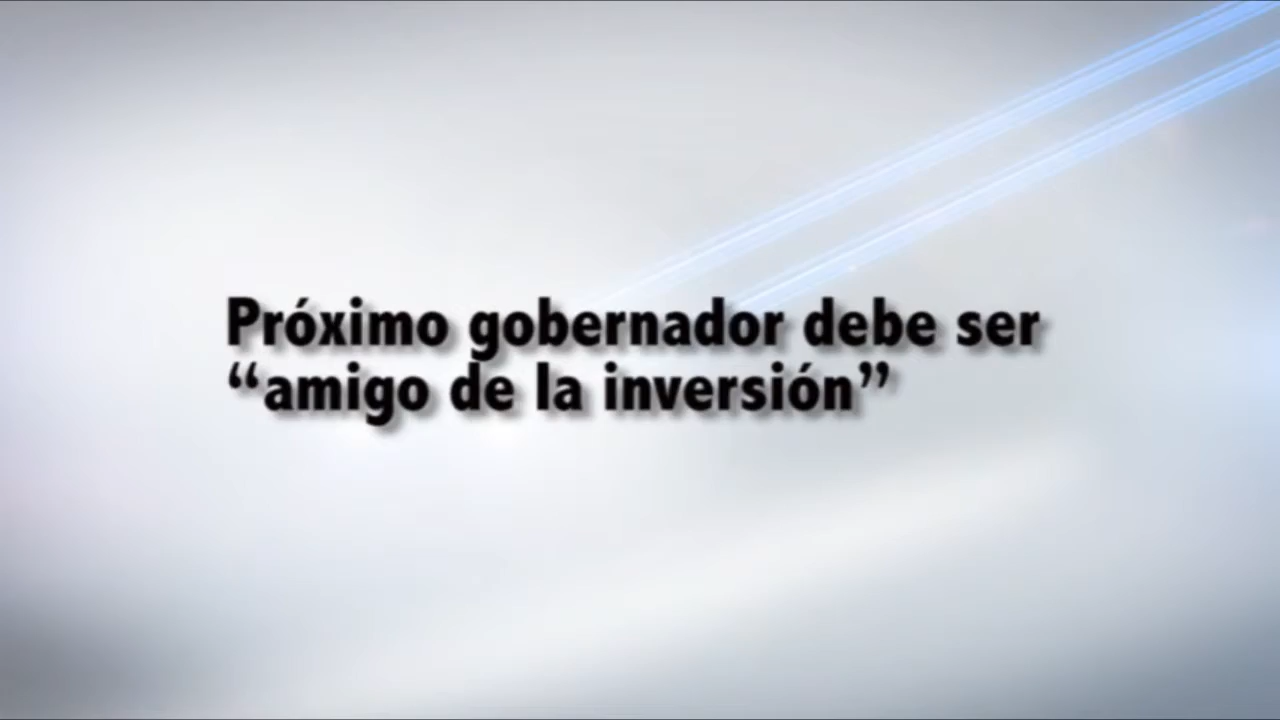 Próximo gobernador debe ser
“amigo de la inversión”